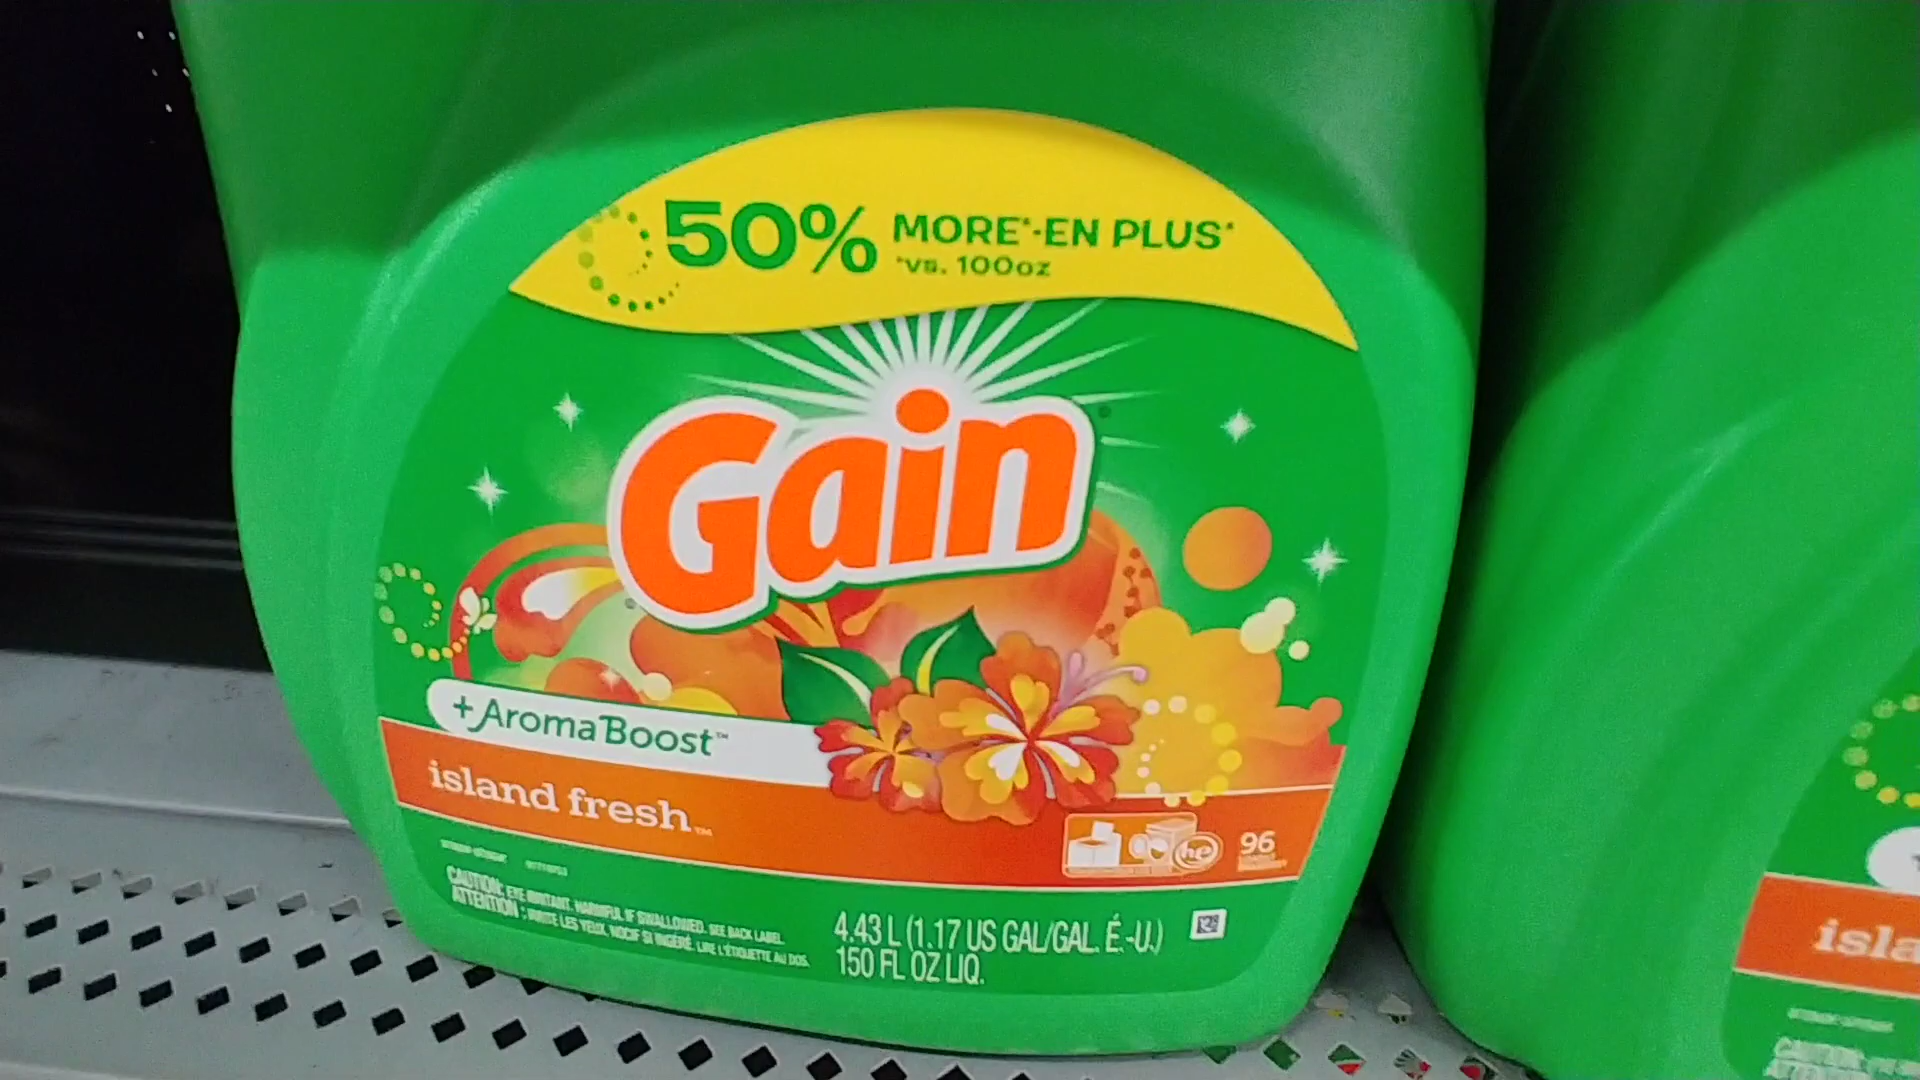 50% MORE*-EN PLUS*
*vs. 100oz
Gain
+AromaBoost™
island fresh™
he
96
CAUTION: EYE IRRITANT. HARMFUL IF SWALLOWED. SEE BACK LABEL.
ATTENTION : IRRITE LES YEUX. NOCIF SI INGÉRÉ. LIRE L'ÉTIQUETTE AU DOS.
4.43 L (1.17 US GAL/GAL. É.-U.)
150 FL OZ LIQ.
isla